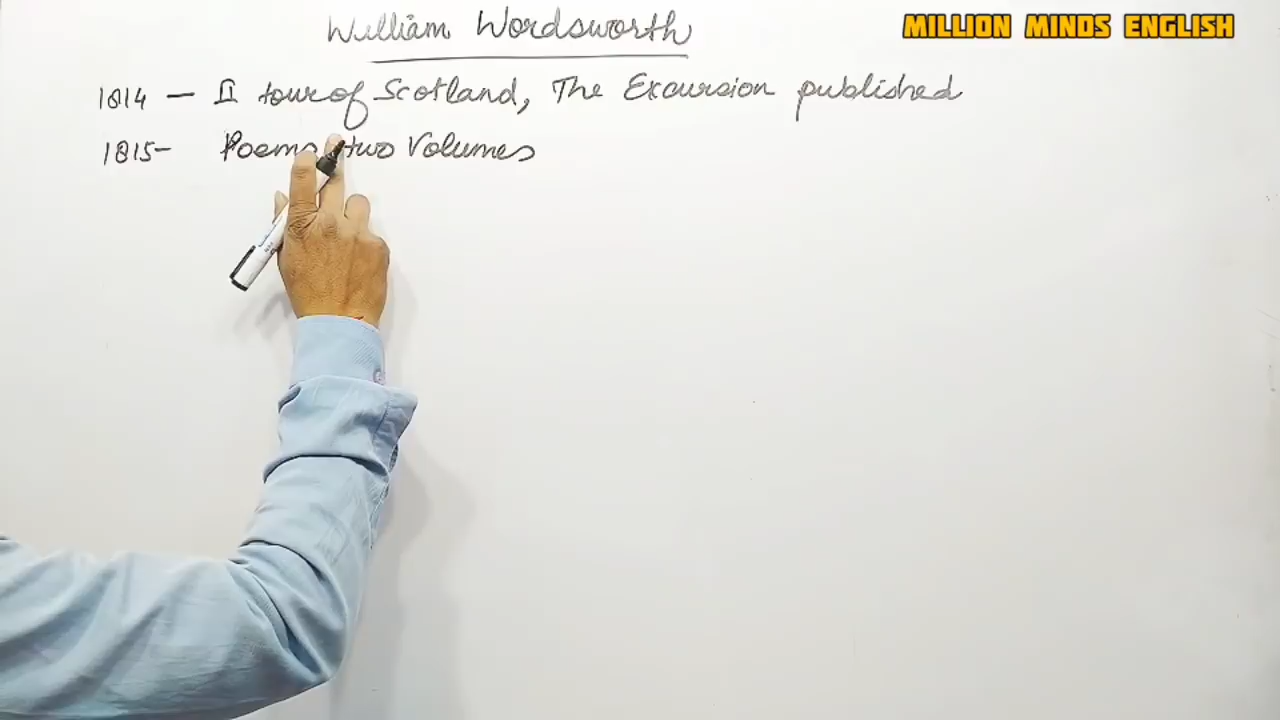 William Wordsworth
MILLION MINDS ENGLISH
1814 – II tour of Scotland, The Excursion published
1815- Poems two Volumes